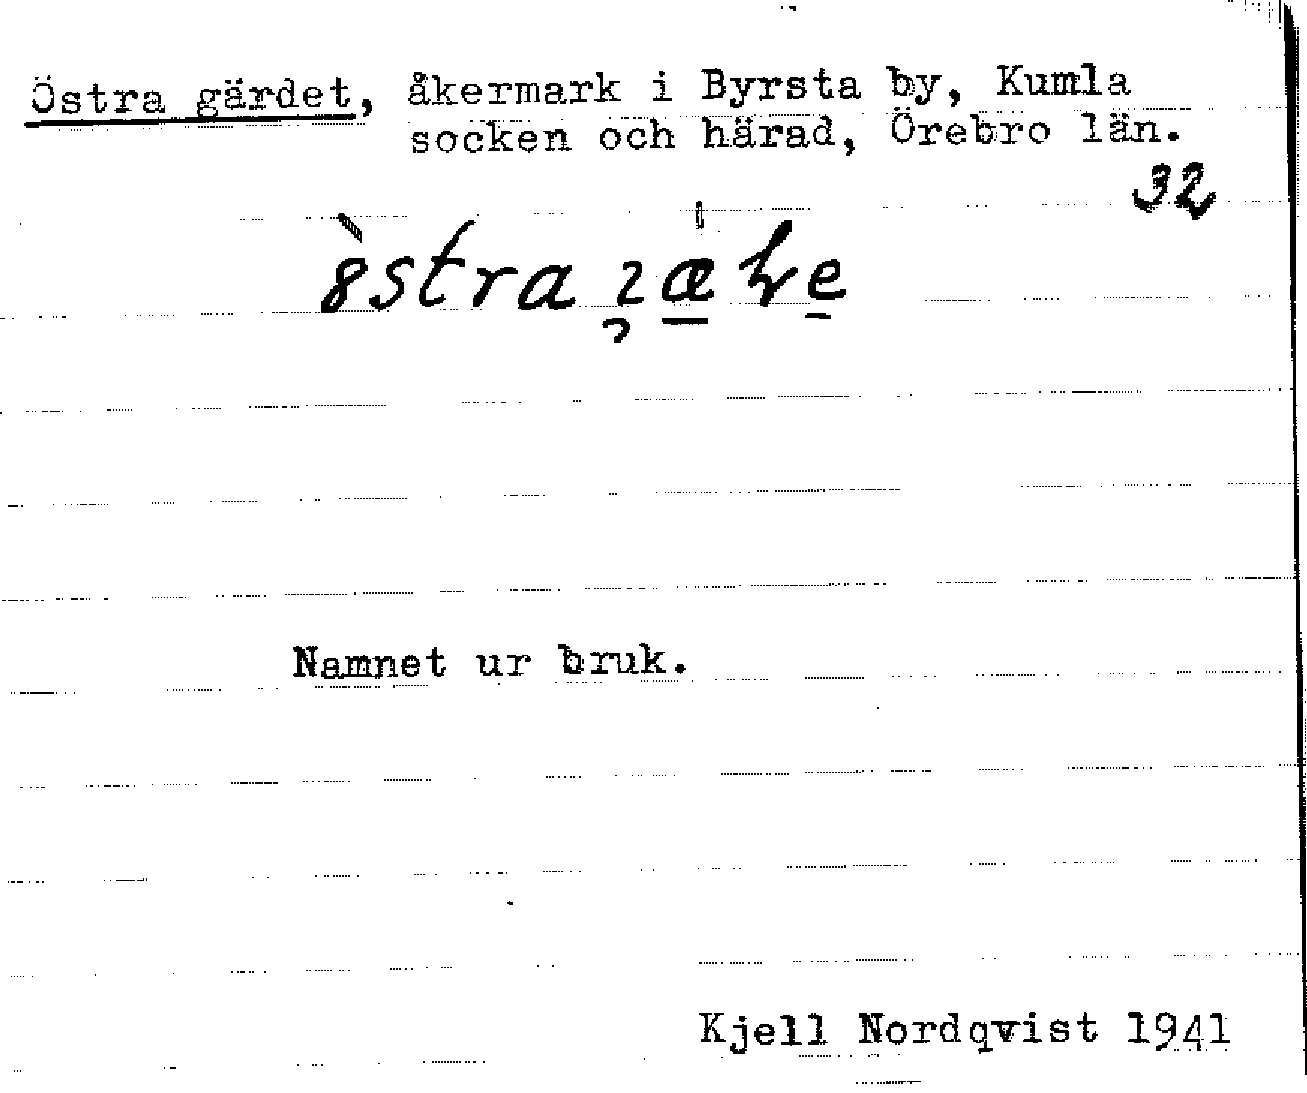 Östra gärdet, åkermark i Byrsta by, Kumla
socken och härad, Örebro län.
32
Namnet ur bruk.
Kjell Nordqvist 1941